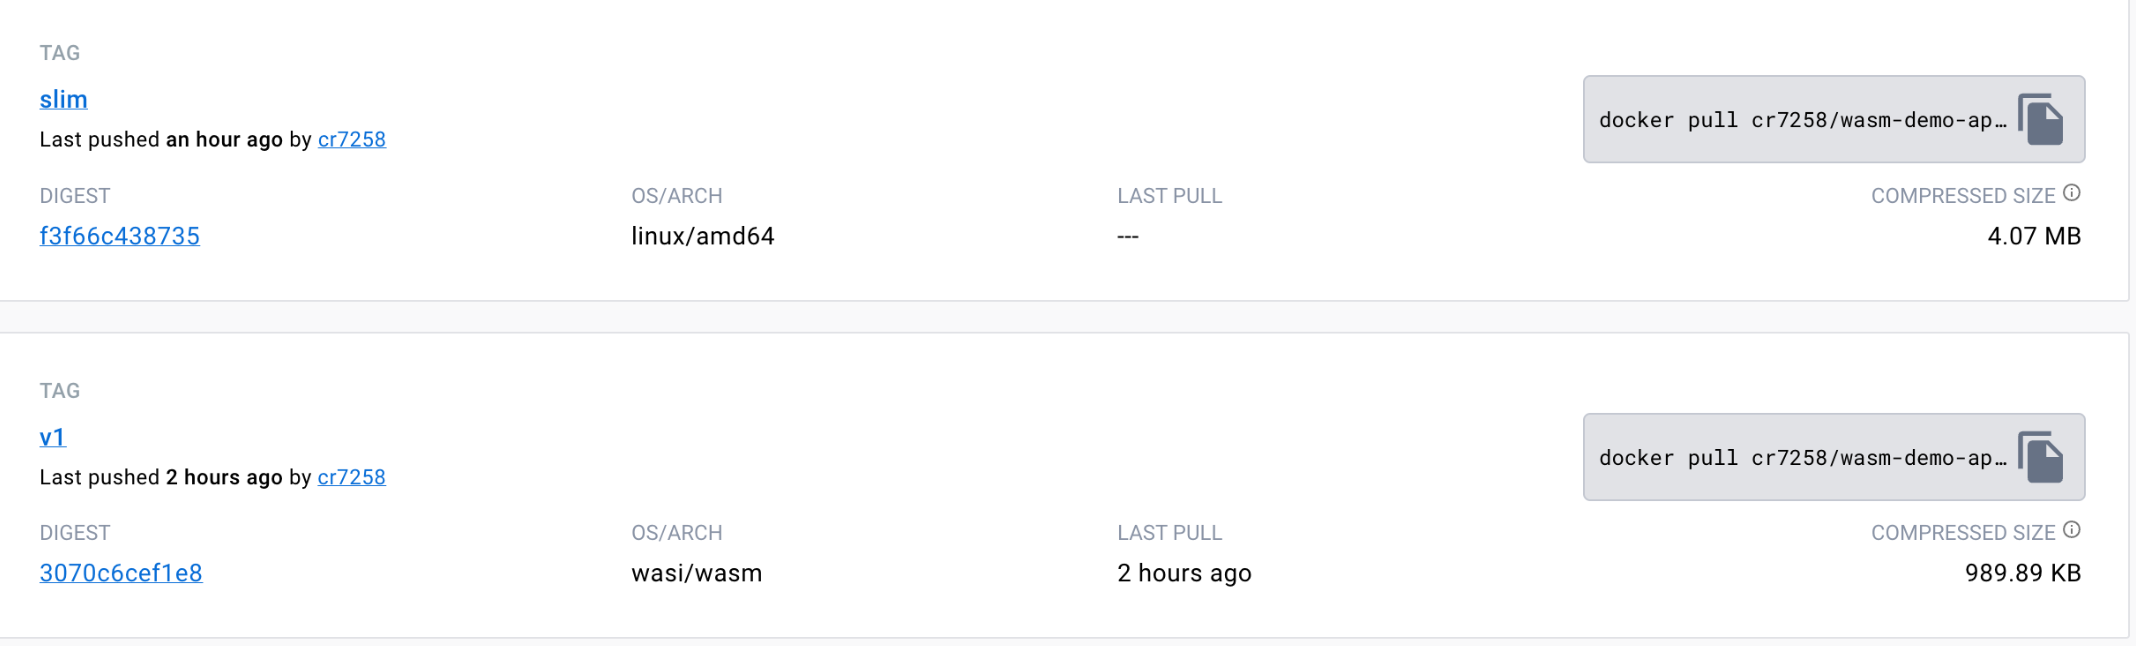 TAG
slim
Last pushed an hour ago by cr7258
docker pull cr7258/wasm-demo-ap…
DIGEST
OS/ARCH
LAST PULL
COMPRESSED SIZE
f3f66c438735
linux/amd64
---
4.07 MB
TAG
v1
Last pushed 2 hours ago by cr7258
docker pull cr7258/wasm-demo-ap…
DIGEST
OS/ARCH
LAST PULL
COMPRESSED SIZE
3070c6cef1e8
wasi/wasm
2 hours ago
989.89 KB